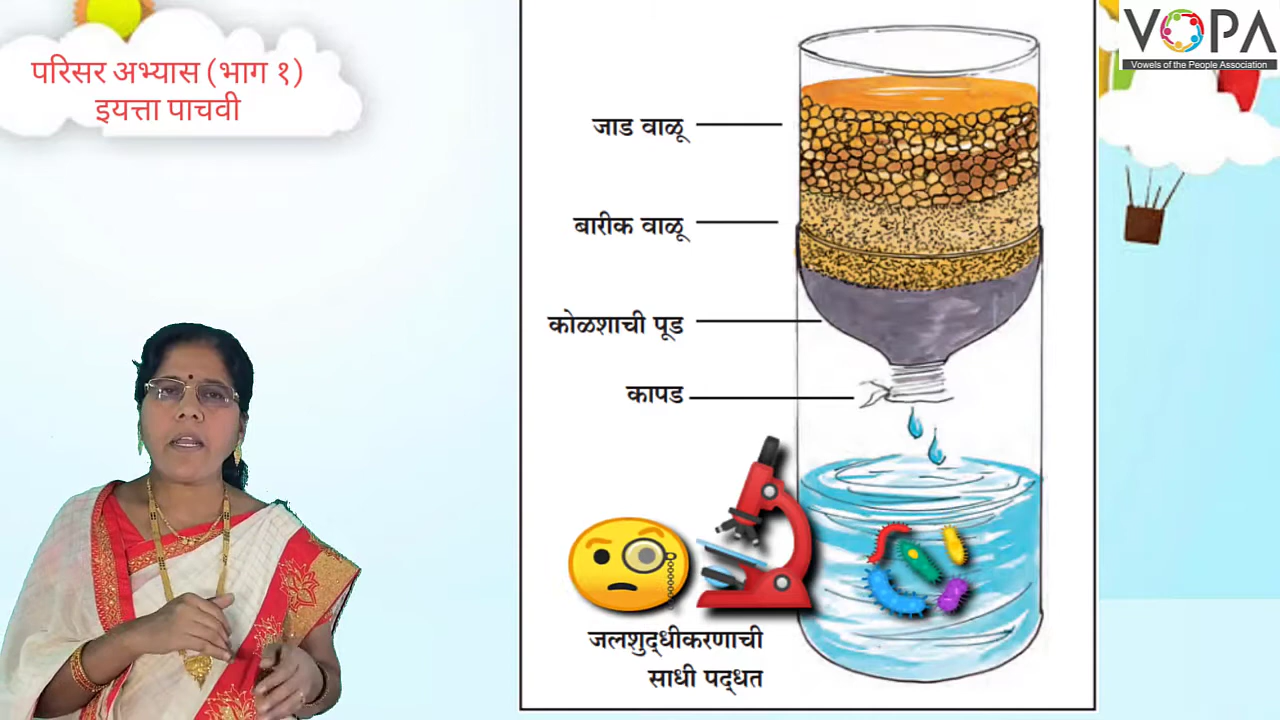 परिसर अभ्यास (भाग १)
इयत्ता पाचवी
VOPA
Vowels of the People Association
जाड वाळू
बारीक वाळू
कोळशाची पूड
कापड
जलशुद्धीकरणाची
साधी पद्धत